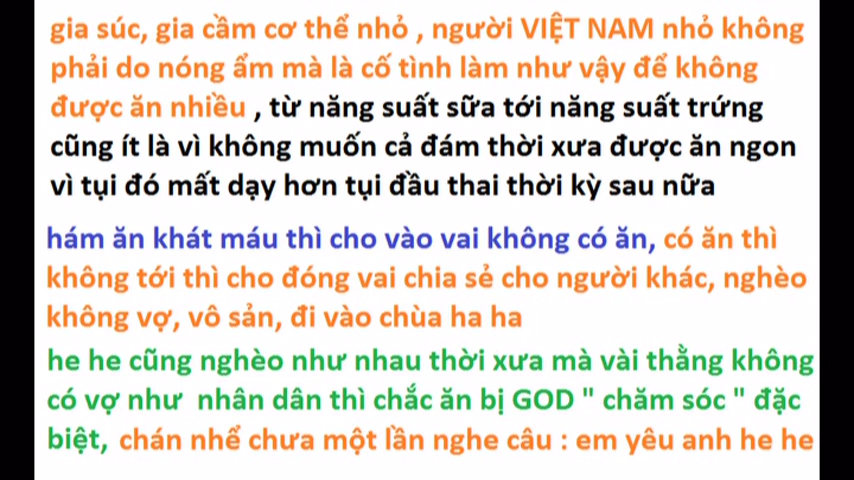 gia súc, gia cầm cơ thể nhỏ , người VIỆT NAM nhỏ không
phải do nóng ẩm mà là cố tình làm như vậy để không
được ăn nhiều , từ năng suất sữa tới năng suất trứng
cũng ít là vì không muốn cả đám thời xưa được ăn ngon
vì tụi đó mất dạy hơn tụi đầu thai thời kỳ sau nữa
hám ăn khát máu thì cho vào vai không có ăn, có ăn thì
không tới thì cho đóng vai chia sẻ cho người khác, nghèo
không vợ, vô sản, đi vào chùa ha ha
he he cũng nghèo như nhau thời xưa mà vài thằng không
có vợ như nhân dân thì chắc ăn bị GOD " chăm sóc " đặc
biệt, chán nhể chưa một lần nghe câu : em yêu anh he he